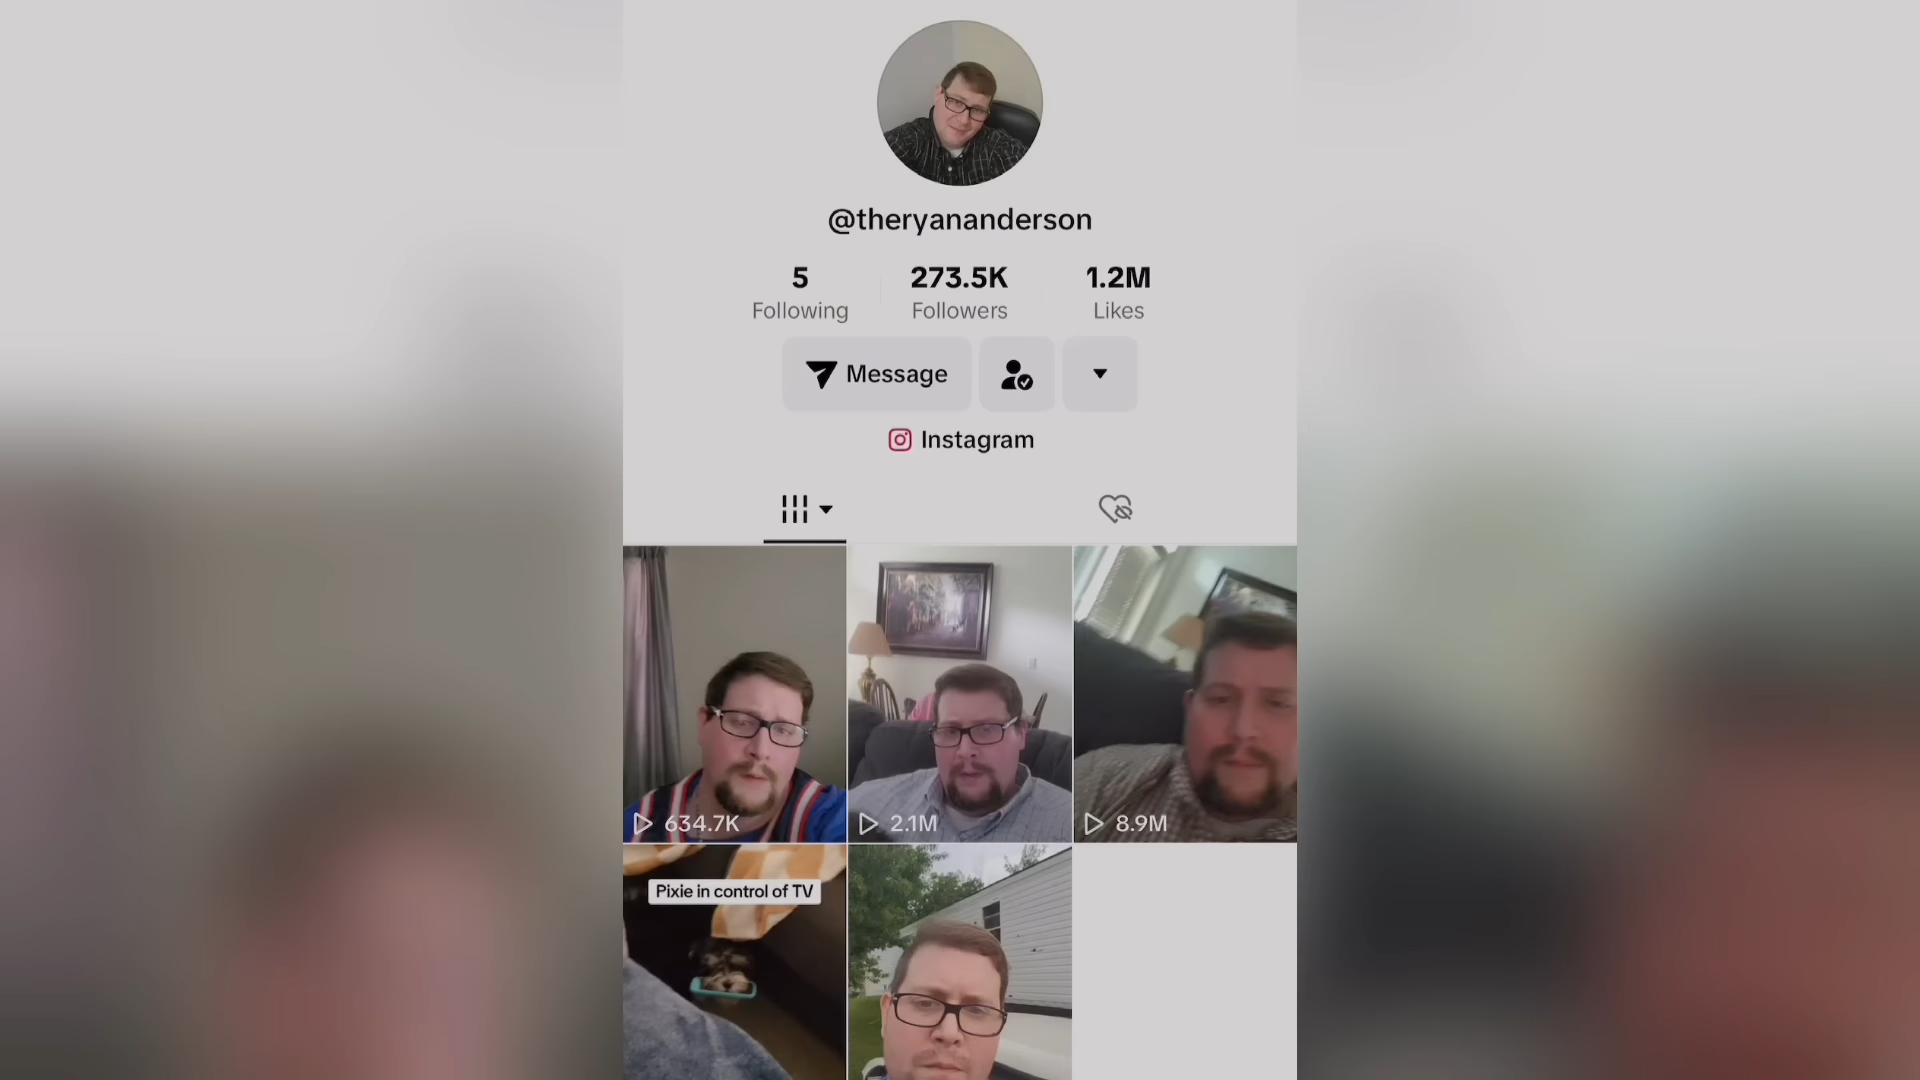 @theryananderson
5 273.5K 1.2M
Following Followers Likes
Message
Instagram
634.7K 2.1M 8.9M
Pixie in control of TV